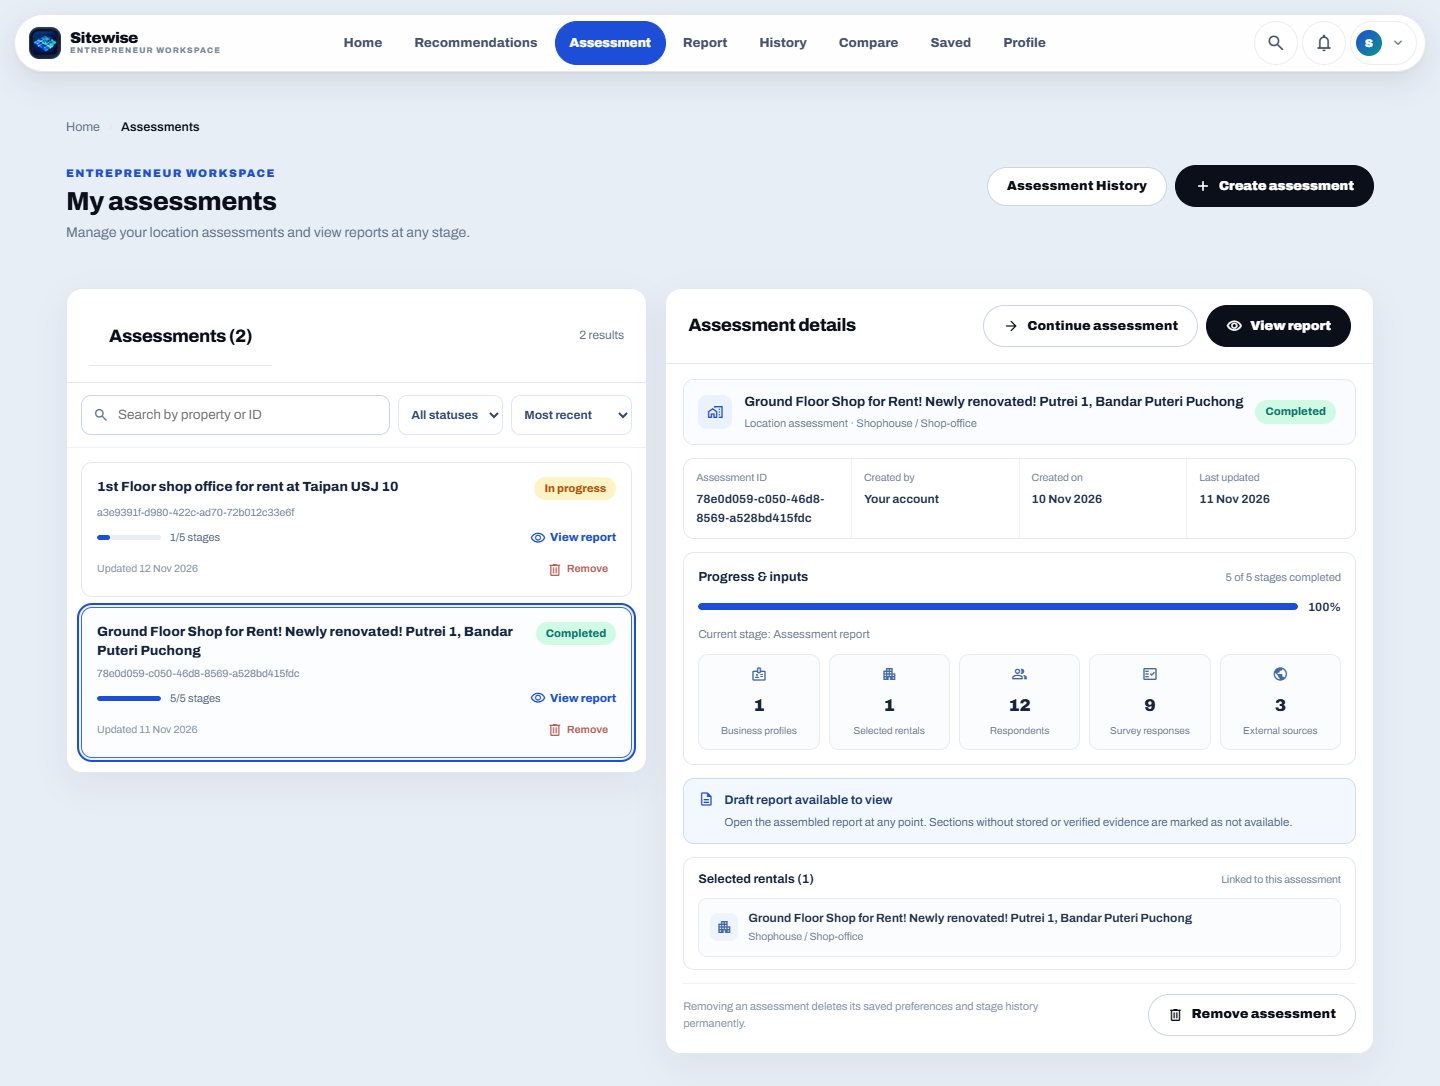 Sitewise
ENTREPRENEUR WORKSPACE
Home
Recommendations
Assessment
Report
History
Compare
Saved
Profile
S
Home
Assessments
ENTREPRENEUR WORKSPACE
My assessments
Manage your location assessments and view reports at any stage.
Assessment History
Create assessment
Assessments (2)
2 results
Search by property or ID
All statuses
Most recent
1st Floor shop office for rent at Taipan USJ 10
In progress
a3e9391f-d980-422c-ad70-72b012c33e6f
1/5 stages
View report
Updated 12 Nov 2026
Remove
Ground Floor Shop for Rent! Newly renovated! Putrei 1, Bandar
Puteri Puchong
Completed
78e0d059-c050-46d8-8569-a528bd415fdc
5/5 stages
View report
Updated 11 Nov 2026
Remove
Assessment details
Continue assessment
View report
Ground Floor Shop for Rent! Newly renovated! Putrei 1, Bandar Puteri Puchong
Location assessment · Shophouse / Shop-office
Completed
Assessment ID
78e0d059-c050-46d8-
8569-a528bd415fdc
Created by
Your account
Created on
10 Nov 2026
Last updated
11 Nov 2026
Progress & inputs
5 of 5 stages completed
100%
Current stage: Assessment report
1
Business profiles
1
Selected rentals
12
Respondents
9
Survey responses
3
External sources
Draft report available to view
Open the assembled report at any point. Sections without stored or verified evidence are marked as not available.
Selected rentals (1)
Linked to this assessment
Ground Floor Shop for Rent! Newly renovated! Putrei 1, Bandar Puteri Puchong
Shophouse / Shop-office
Removing an assessment deletes its saved preferences and stage history
permanently.
Remove assessment